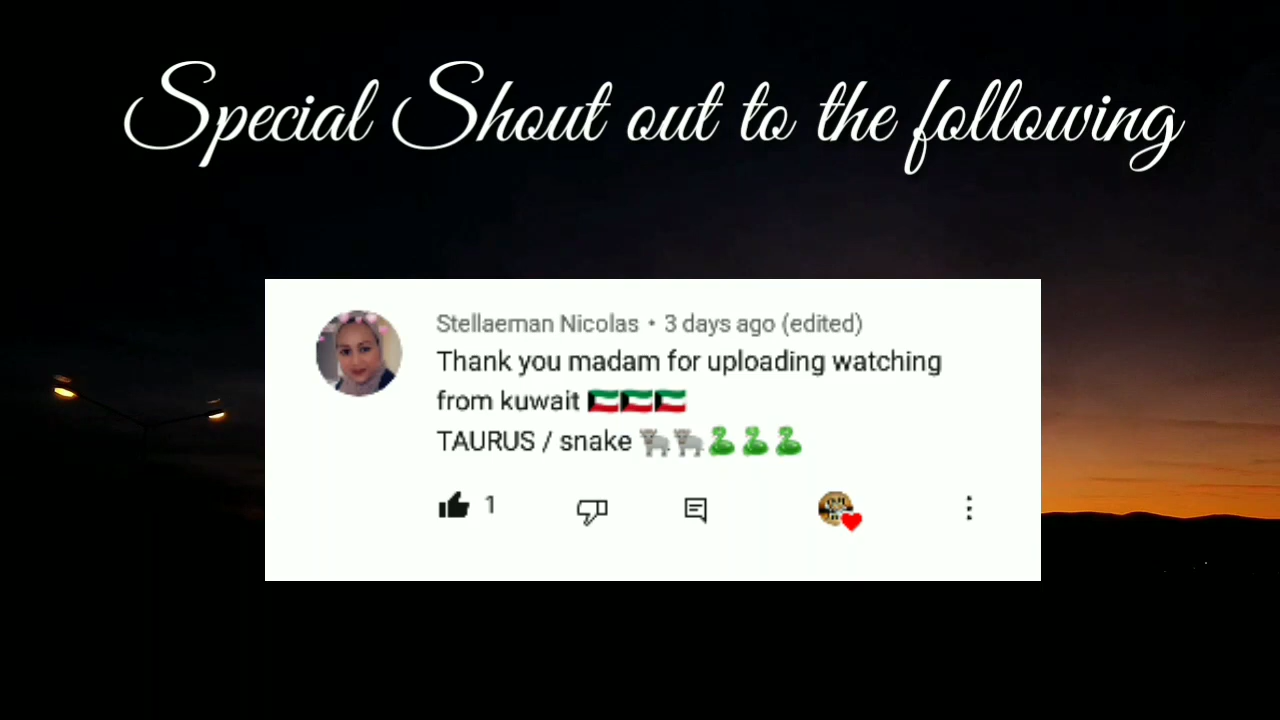 Special Shout out to the following
Stellaeman Nicolas • 3 days ago (edited)
Thank you madam for uploading watching
from kuwait 🇰🇼🇰🇼🇰🇼
TAURUS / snake 🐏🐏🐍🐍🐍
1